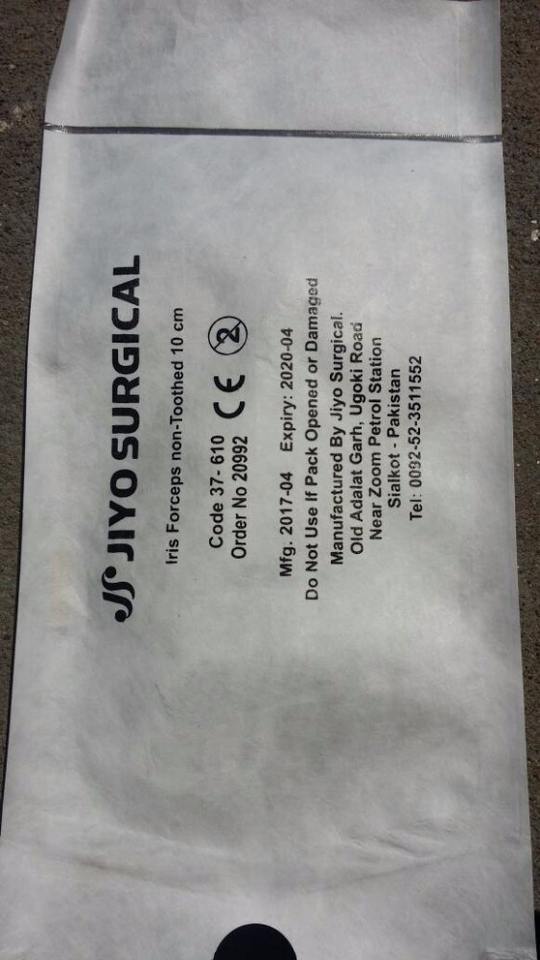 JIYO SURGICAL
Iris Forceps non-Toothed 10 cm
Code 37- 610
Order No 20992
CE 2
Mfg. 2017-04 Expiry: 2020-04
Do Not Use If Pack Opened or Damaged
Manufactured By Jiyo Surgical.
Old Adalat Garh, Ugoki Road
Near Zoom Petrol Station
Sialkot - Pakistan
Tel: 0092-52-3511552